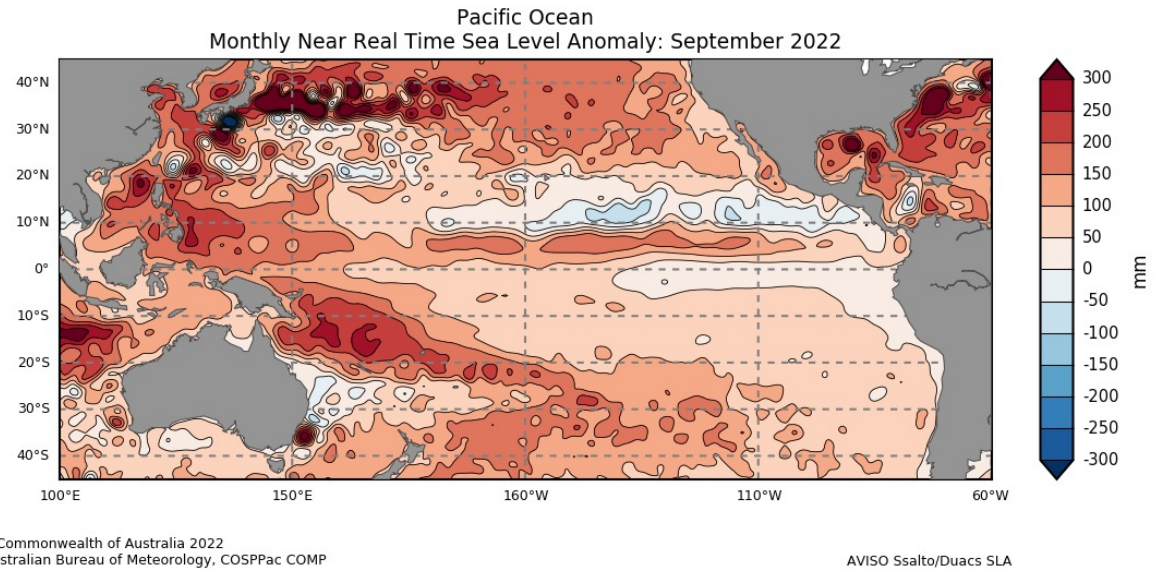 Pacific Ocean
Monthly Near Real Time Sea Level Anomaly: September 2022
40°N
30°N
20°N
10°N
0°
10°S
20°S
30°S
40°S
100°E
150°E
160°W
110°W
60°W
300
250
200
150
100
50
0
-50
-100
-150
-200
-250
-300
mm
Commonwealth of Australia 2022
stralian Bureau of Meteorology, COSPPac COMP
AVISO Ssalto/Duacs SLA